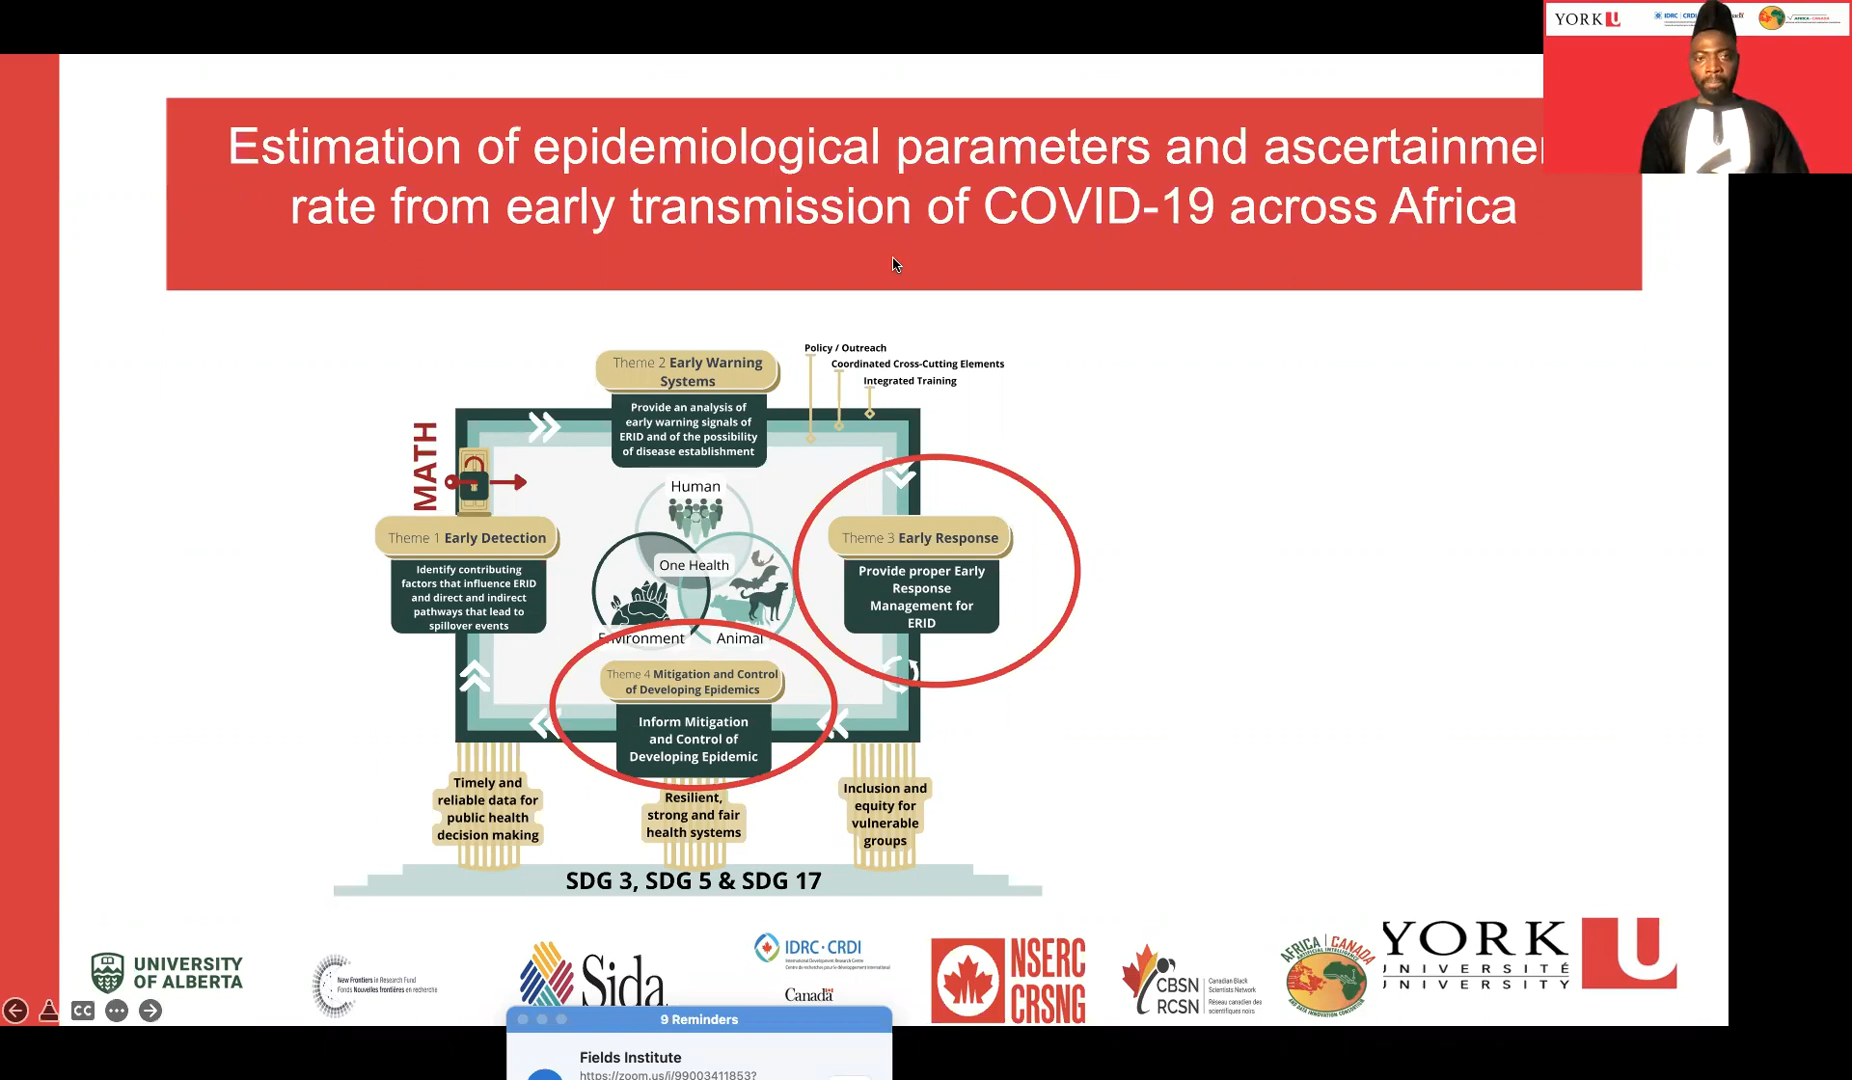 YORK U
IDRC | CRDI
Estimation of epidemiological parameters and ascertainmen
rate from early transmission of COVID-19 across Africa
Policy / Outreach
Coordinated Cross-Cutting Elements
Integrated Training
Theme 2 Early Warning
Systems
Provide an analysis of
early warning signals of
ERID and of the possibility
of disease establishment
MATH
Human
One Health
Environment
Animal
Theme 1 Early Detection
Identify contributing
factors that influence ERID
and direct and indirect
pathways that lead to
spillover events
Theme 3 Early Response
Provide proper Early
Response
Management for
ERID
Theme 4 Mitigation and Control
of Developing Epidemics
Inform Mitigation
and Control of
Developing Epidemic
Timely and
reliable data for
public health
decision making
Resilient,
strong and fair
health systems
Inclusion and
equity for
vulnerable
groups
SDG 3, SDG 5 & SDG 17
UNIVERSITY
OF ALBERTA
New Frontiers in Research Fund
Fonds Nouvelles frontières en recherche
Sida
IDRC · CRDI
International Development Research Centre
Centre de recherches pour le développement international
Canada
NSERC
CRSNG
CBSN
RCSN
Canadian Black
Scientists Network
Réseau canadien des
scientifiques noirs
AFRICA | CANADA
AND DATA INNOVATION CONSORTIUM
YORK U
UNIVERSITÉ
UNIVERSITY
CC
9 Reminders
Fields Institute
https://zoom.us/j/99003411853?